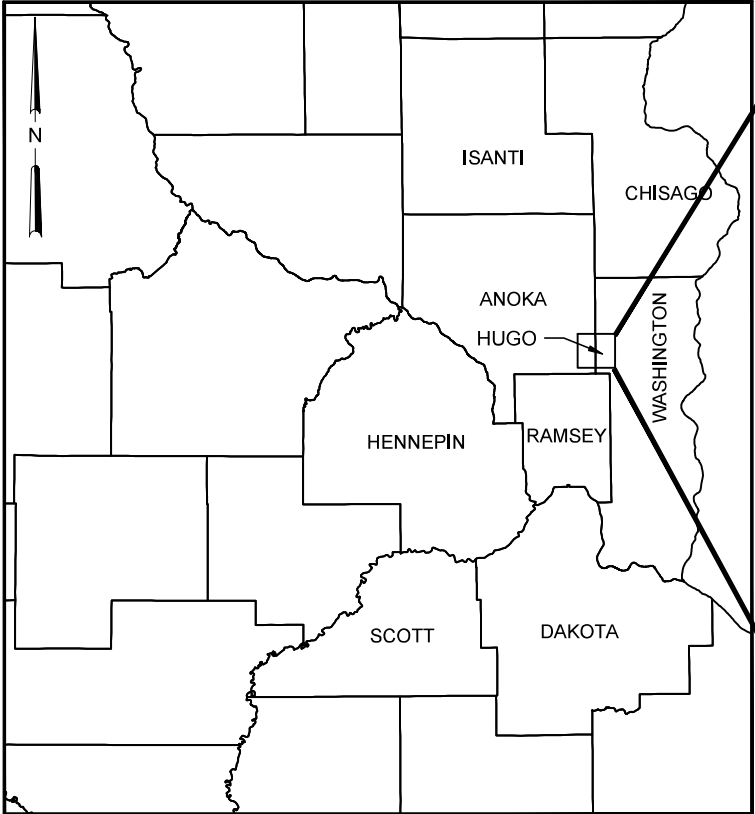 N
ISANTI
CHISAGO
ANOKA
HUGO
WASHINGTON
HENNEPIN
RAMSEY
SCOTT
DAKOTA